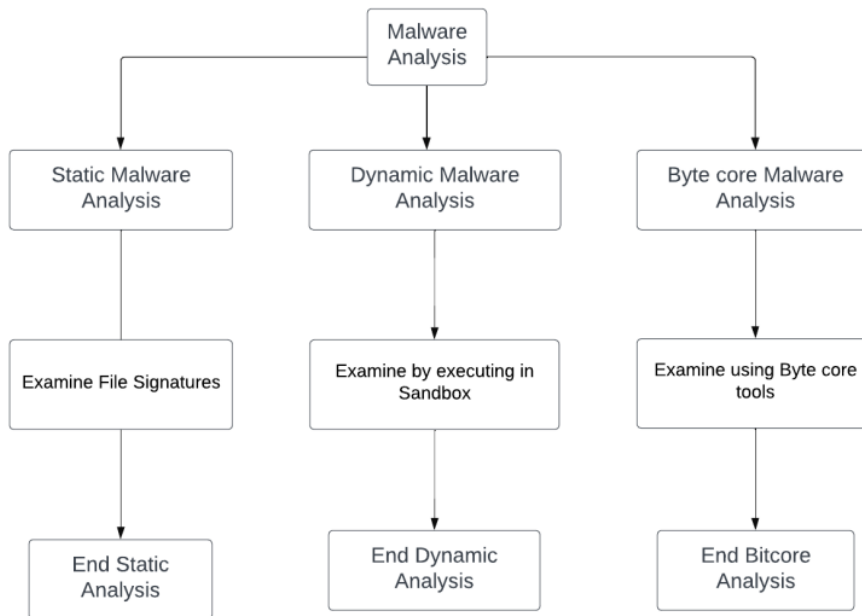 Malware
Analysis
Static Malware
Analysis
Dynamic Malware
Analysis
Byte core Malware
Analysis
Examine File Signatures
Examine by executing in
Sandbox
Examine using Byte core
tools
End Static
Analysis
End Dynamic
Analysis
End Bitcore
Analysis